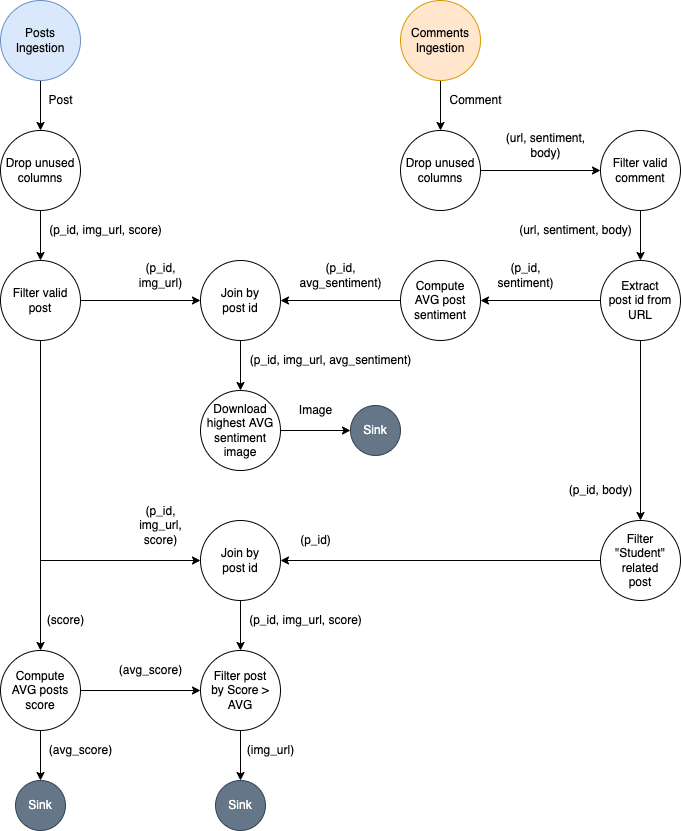 Posts
Ingestion
Comments
Ingestion
Post
Comment
Drop unused
columns
Drop unused
columns
(url, sentiment,
body)
Filter valid
comment
(p_id, img_url, score)
(url, sentiment, body)
Filter valid
post
(p_id,
img_url)
Join by
post id
(p_id,
avg_sentiment)
Compute
AVG post
sentiment
(p_id,
sentiment)
Extract
post id from
URL
(p_id, img_url, avg_sentiment)
Download
highest AVG
sentiment
image
Image
Sink
(p_id, body)
(p_id,
img_url,
score)
Join by
post id
(p_id)
Filter
"Student"
related
post
(score)
(p_id, img_url, score)
Compute
AVG posts
score
(avg_score)
Filter post
by Score >
AVG
(avg_score)
(img_url)
Sink
Sink